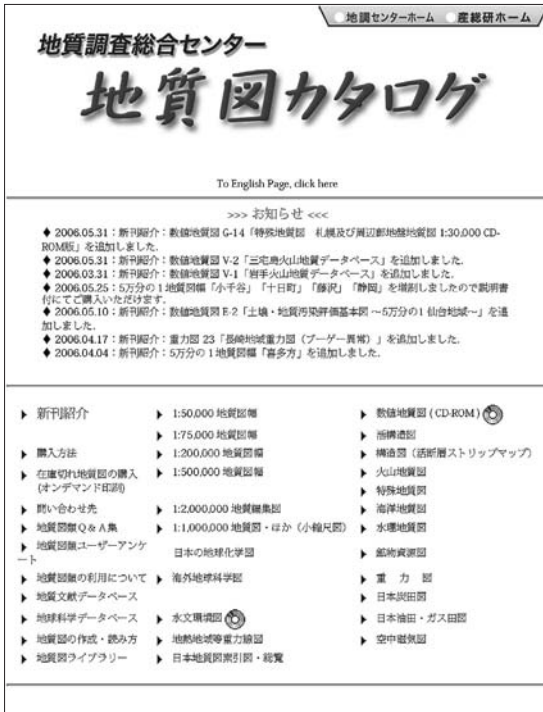 地調センターホーム 産総研ホーム
地質調査総合センター
地質図カタログ
To English Page, click here
>>> お知らせ <<<
◆ 2006.05.31：新刊紹介：数値地質図 G-14「特殊地質図 札幌及び周辺部地盤地質図 1:30,000 CD-
ROM版」を追加しました.
◆ 2006.05.31：新刊紹介：数値地質図 V-2「三宅島火山地質データベース」を追加しました.
◆ 2006.03.31：新刊紹介：数値地質図 V-1「岩手火山地質データベース」を追加しました.
◆ 2006.05.25：5万分の1地質図幅「小千谷」「十日町」「藤沢」「静岡」を増刷しましたので説明書
付にてご購入いただけます.
◆ 2006.05.10：新刊紹介：数値地質図 E-2「土壌・地質汚染評価基本図 ～5万分の1 仙台地域～」を追
加しました.
◆ 2006.04.17：新刊紹介：重力図 23「長崎地域重力図（ブーゲー異常）」を追加しました.
◆ 2006.04.04：新刊紹介：5万分の1地質図幅「喜多方」を追加しました.
新刊紹介 1:50,000 地質図幅 数値地質図 ( CD-ROM )
1:75,000 地質図幅 活構造図
購入方法 1:200,000 地質図幅 構造図（活断層ストリップマップ）
在庫切れ地質図の購入 1:500,000 地質図幅 火山地質図
(オンデマンド印刷) 特殊地質図
問い合わせ先 1:2,000,000 地質編集図 海洋地質図
地質図類Q＆A集 1:1,000,000 地質図・ほか（小縮尺図） 水理地質図
地質図類ユーザーアンケ
ート 日本の地球化学図 鉱物資源図
地質図類の利用について 海外地球科学図 重 力 図
地質文献データベース 日本炭田図
地球科学データベース 水文環境図 日本油田・ガス田図
地質図の作成・読み方 地熱地域等重力線図 空中磁気図
地質図ライブラリー 日本地質図索引図・総覧